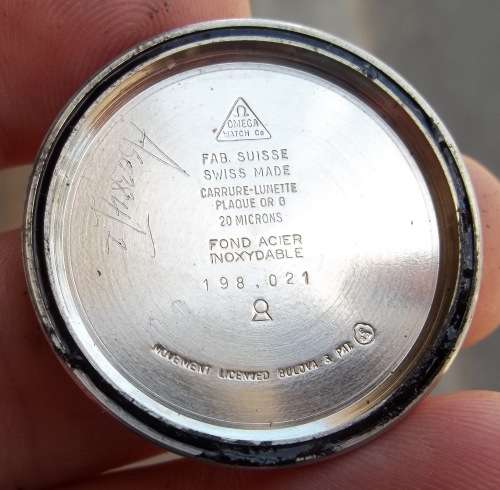 Ω
OMEGA
WATCH Co
FAB. SUISSE
SWISS MADE
CARRURE-LUNETTE
PLAQUE OR G
20 MICRONS
FOND ACIER
INOXYDABLE
198.021
MOVEMENT LICENTED BULOVA & PAT.